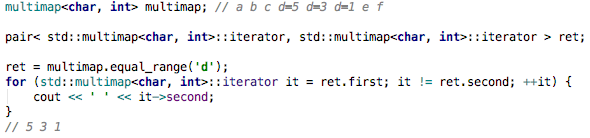 multimap<char, int> multimap; // a b c d=5 d=3 d=1 e f
pair< std::multimap<char, int>::iterator, std::multimap<char, int>::iterator > ret;
ret = multimap.equal_range('d');
for (std::multimap<char, int>::iterator it = ret.first; it != ret.second; ++it) {
    cout << ' ' << it->second;
}
// 5 3 1